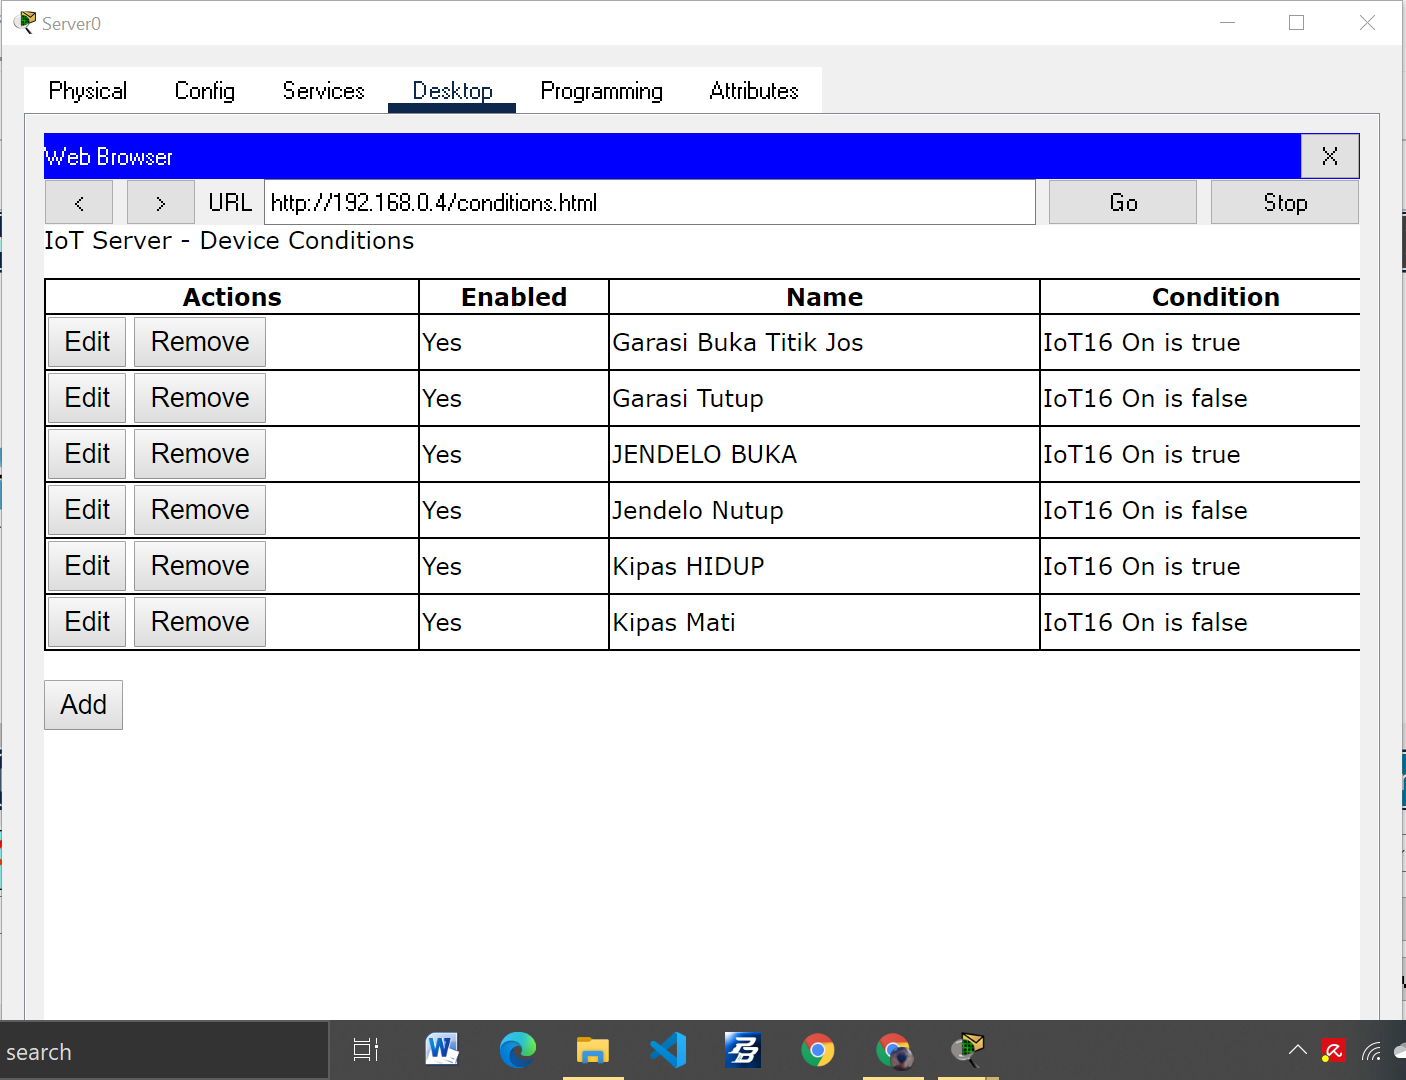 Server0
Physical Config Services Desktop Programming Attributes
Web Browser X
< > URL http://192.168.0.4/conditions.html Go Stop
IoT Server - Device Conditions
Actions Enabled Name Condition
Edit Remove Yes Garasi Buka Titik Jos IoT16 On is true
Edit Remove Yes Garasi Tutup IoT16 On is false
Edit Remove Yes JENDELO BUKA IoT16 On is true
Edit Remove Yes Jendelo Nutup IoT16 On is false
Edit Remove Yes Kipas HIDUP IoT16 On is true
Edit Remove Yes Kipas Mati IoT16 On is false
Add
search